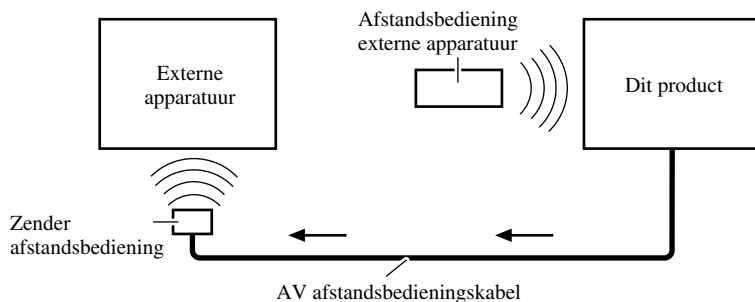 Afstandsbediening
externe apparatuur
Externe
apparatuur
Dit product
Zender
afstandsbediening
AV afstandsbedieningskabel